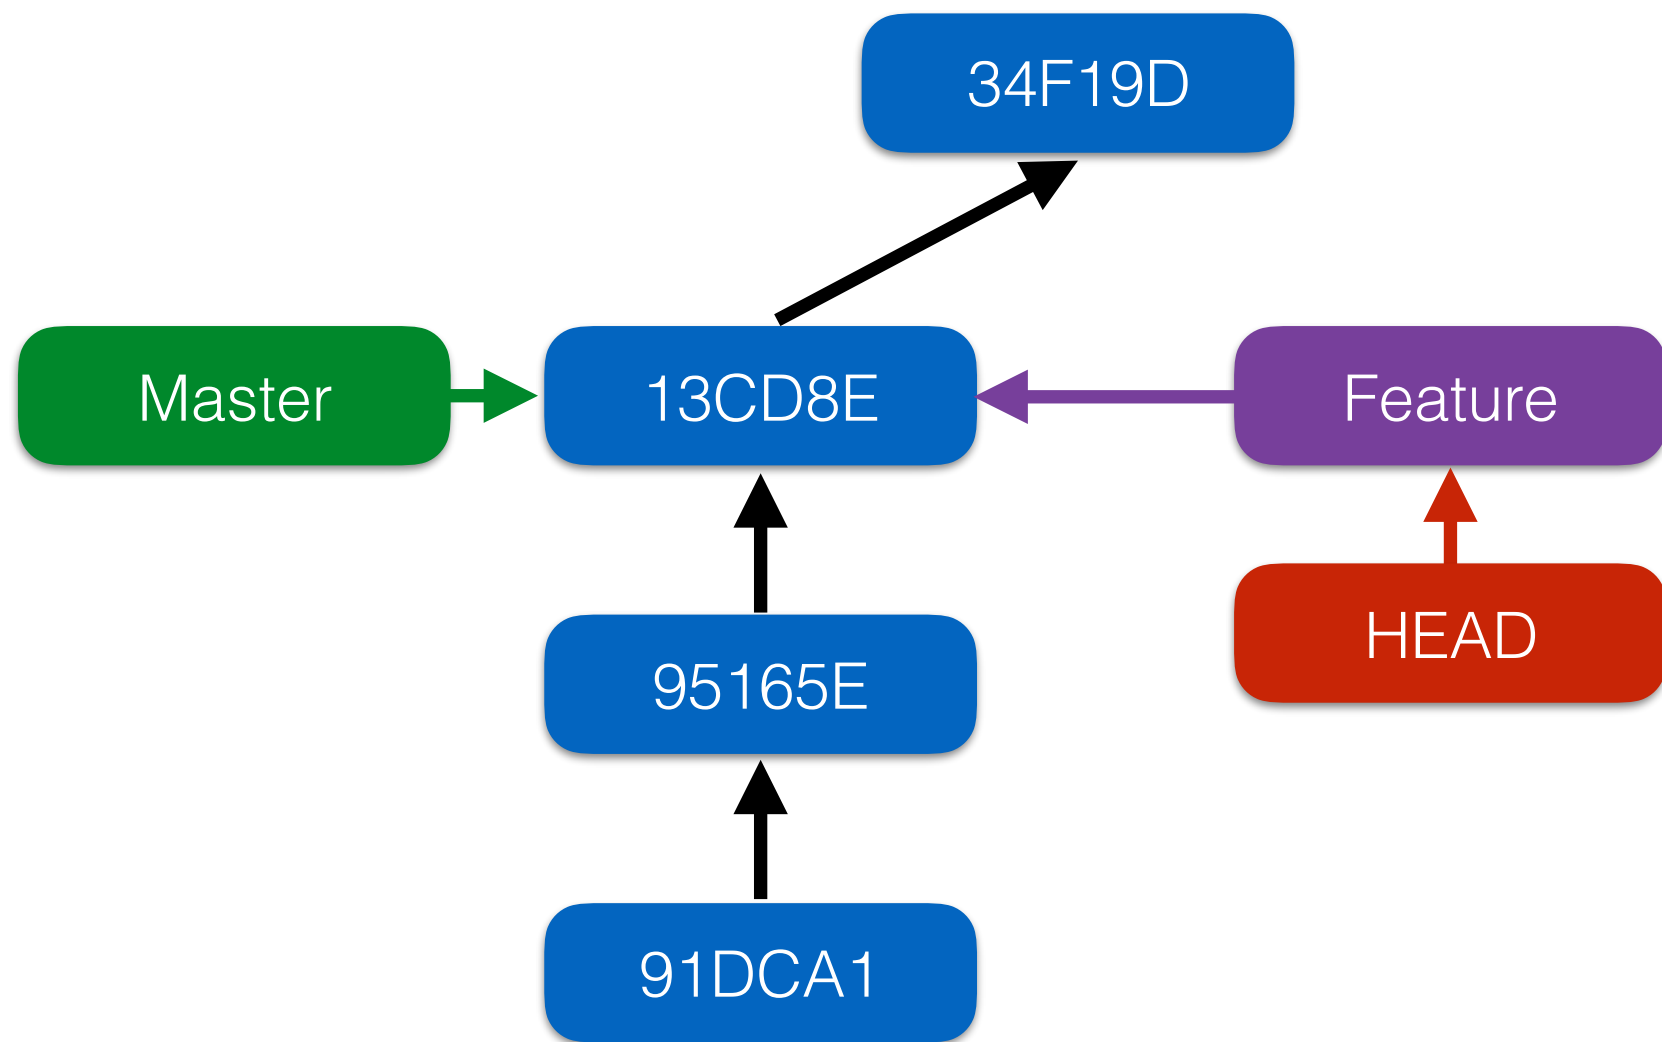 34F19D
Master
13CD8E
Feature
HEAD
95165E
91DCA1